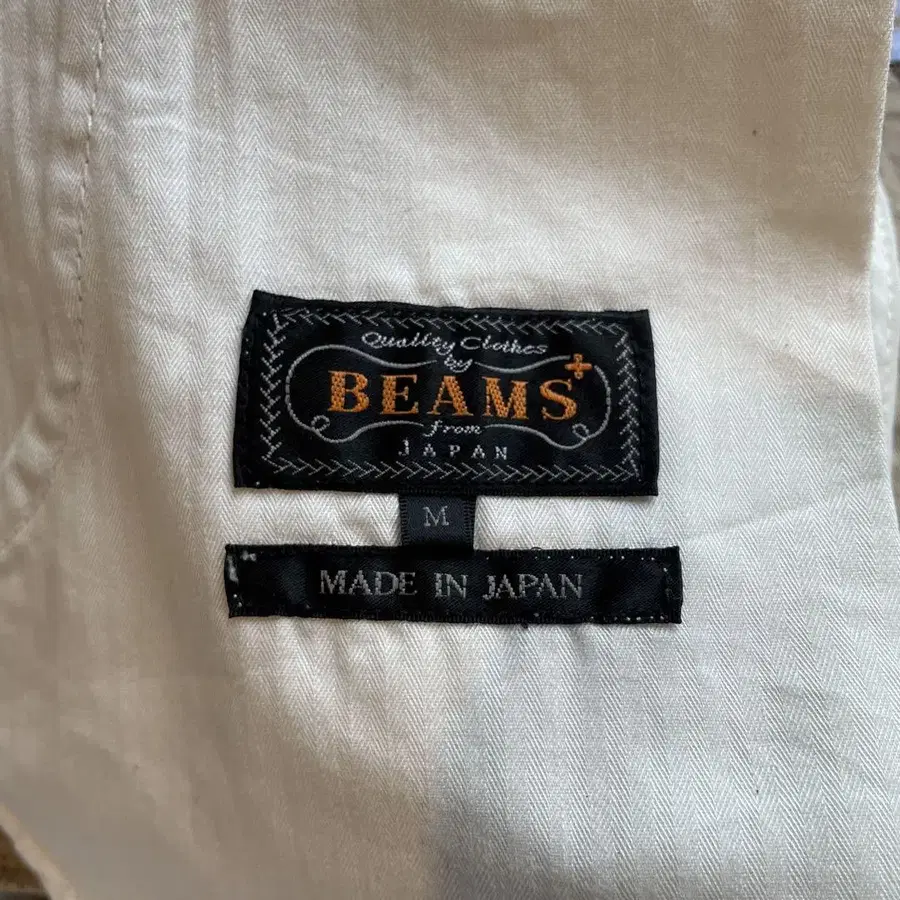 Quality Clothes
by
BEAMS+
from
JAPAN
M
MADE IN JAPAN